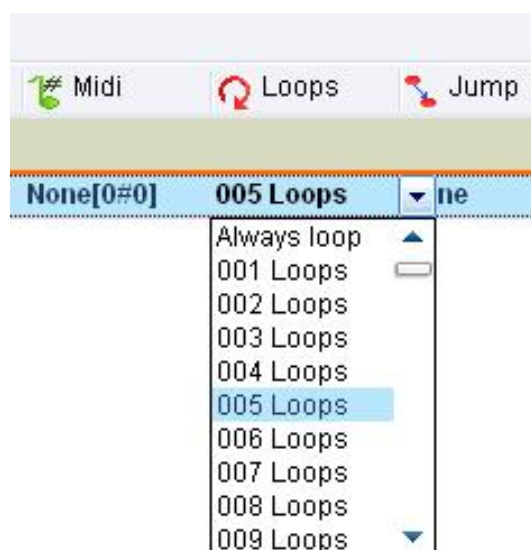 Midi Loops Jump
None[0#0] 005 Loops ne
Always loop
001 Loops
002 Loops
003 Loops
004 Loops
005 Loops
006 Loops
007 Loops
008 Loops
009 Loops